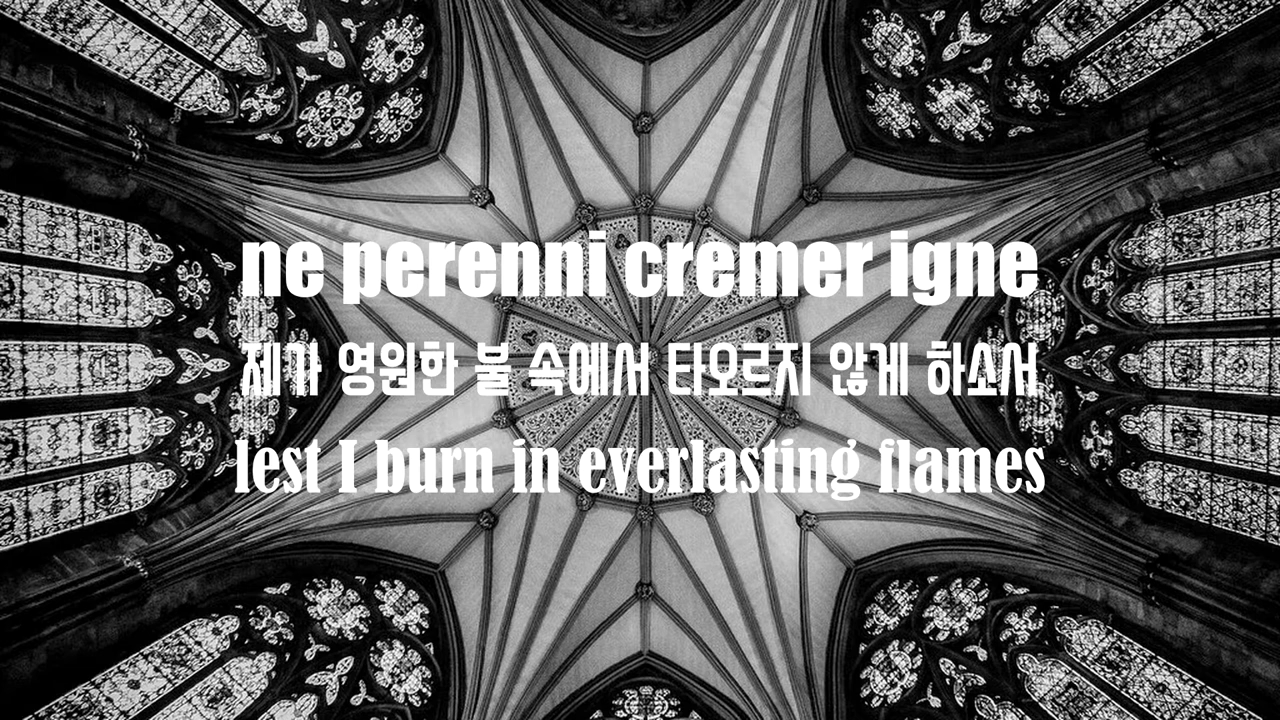 ne perenni cremer igne
제가 영원한 불 속에서 타오르지 않게 하소서
lest I burn in everlasting flames